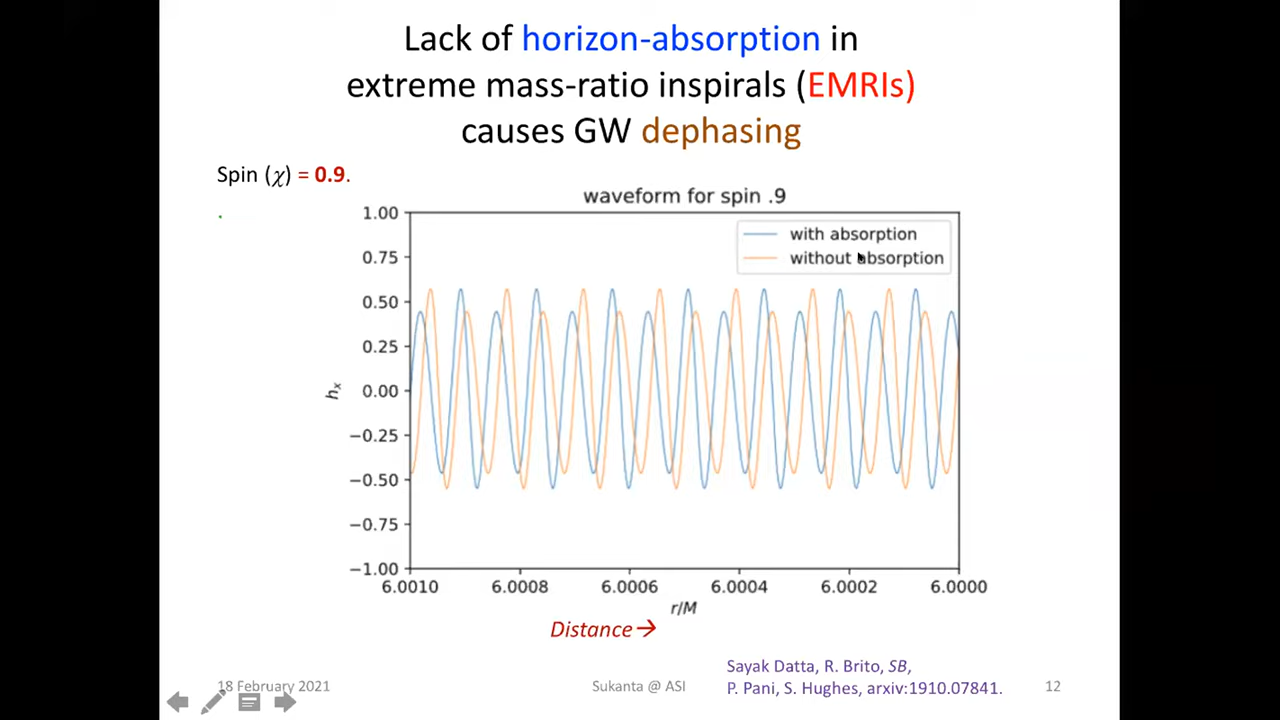 Lack of horizon-absorption in
extreme mass-ratio inspirals (EMRIs)
causes GW dephasing
Spin (χ) = 0.9.
waveform for spin .9
with absorption
without absorption
1.00
0.75
0.50
0.25
0.00
−0.25
−0.50
−0.75
−1.00
hₓ
6.0010 6.0008 6.0006 6.0004 6.0002 6.0000
r/M
Distance→
Sayak Datta, R. Brito, SB,
P. Pani, S. Hughes, arxiv:1910.07841.
18 February 2021
Sukanta @ ASI
12